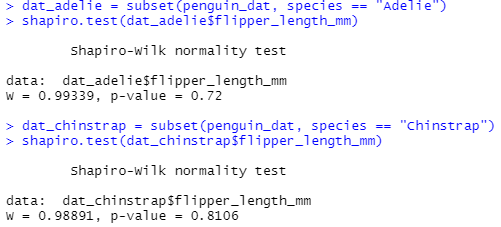 > dat_adelie = subset(penguin_dat, species == "Adelie")
> shapiro.test(dat_adelie$flipper_length_mm)
Shapiro-Wilk normality test
data:  dat_adelie$flipper_length_mm
W = 0.99339, p-value = 0.72
> dat_chinstrap = subset(penguin_dat, species == "Chinstrap")
> shapiro.test(dat_chinstrap$flipper_length_mm)
Shapiro-Wilk normality test
data:  dat_chinstrap$flipper_length_mm
W = 0.98891, p-value = 0.8106